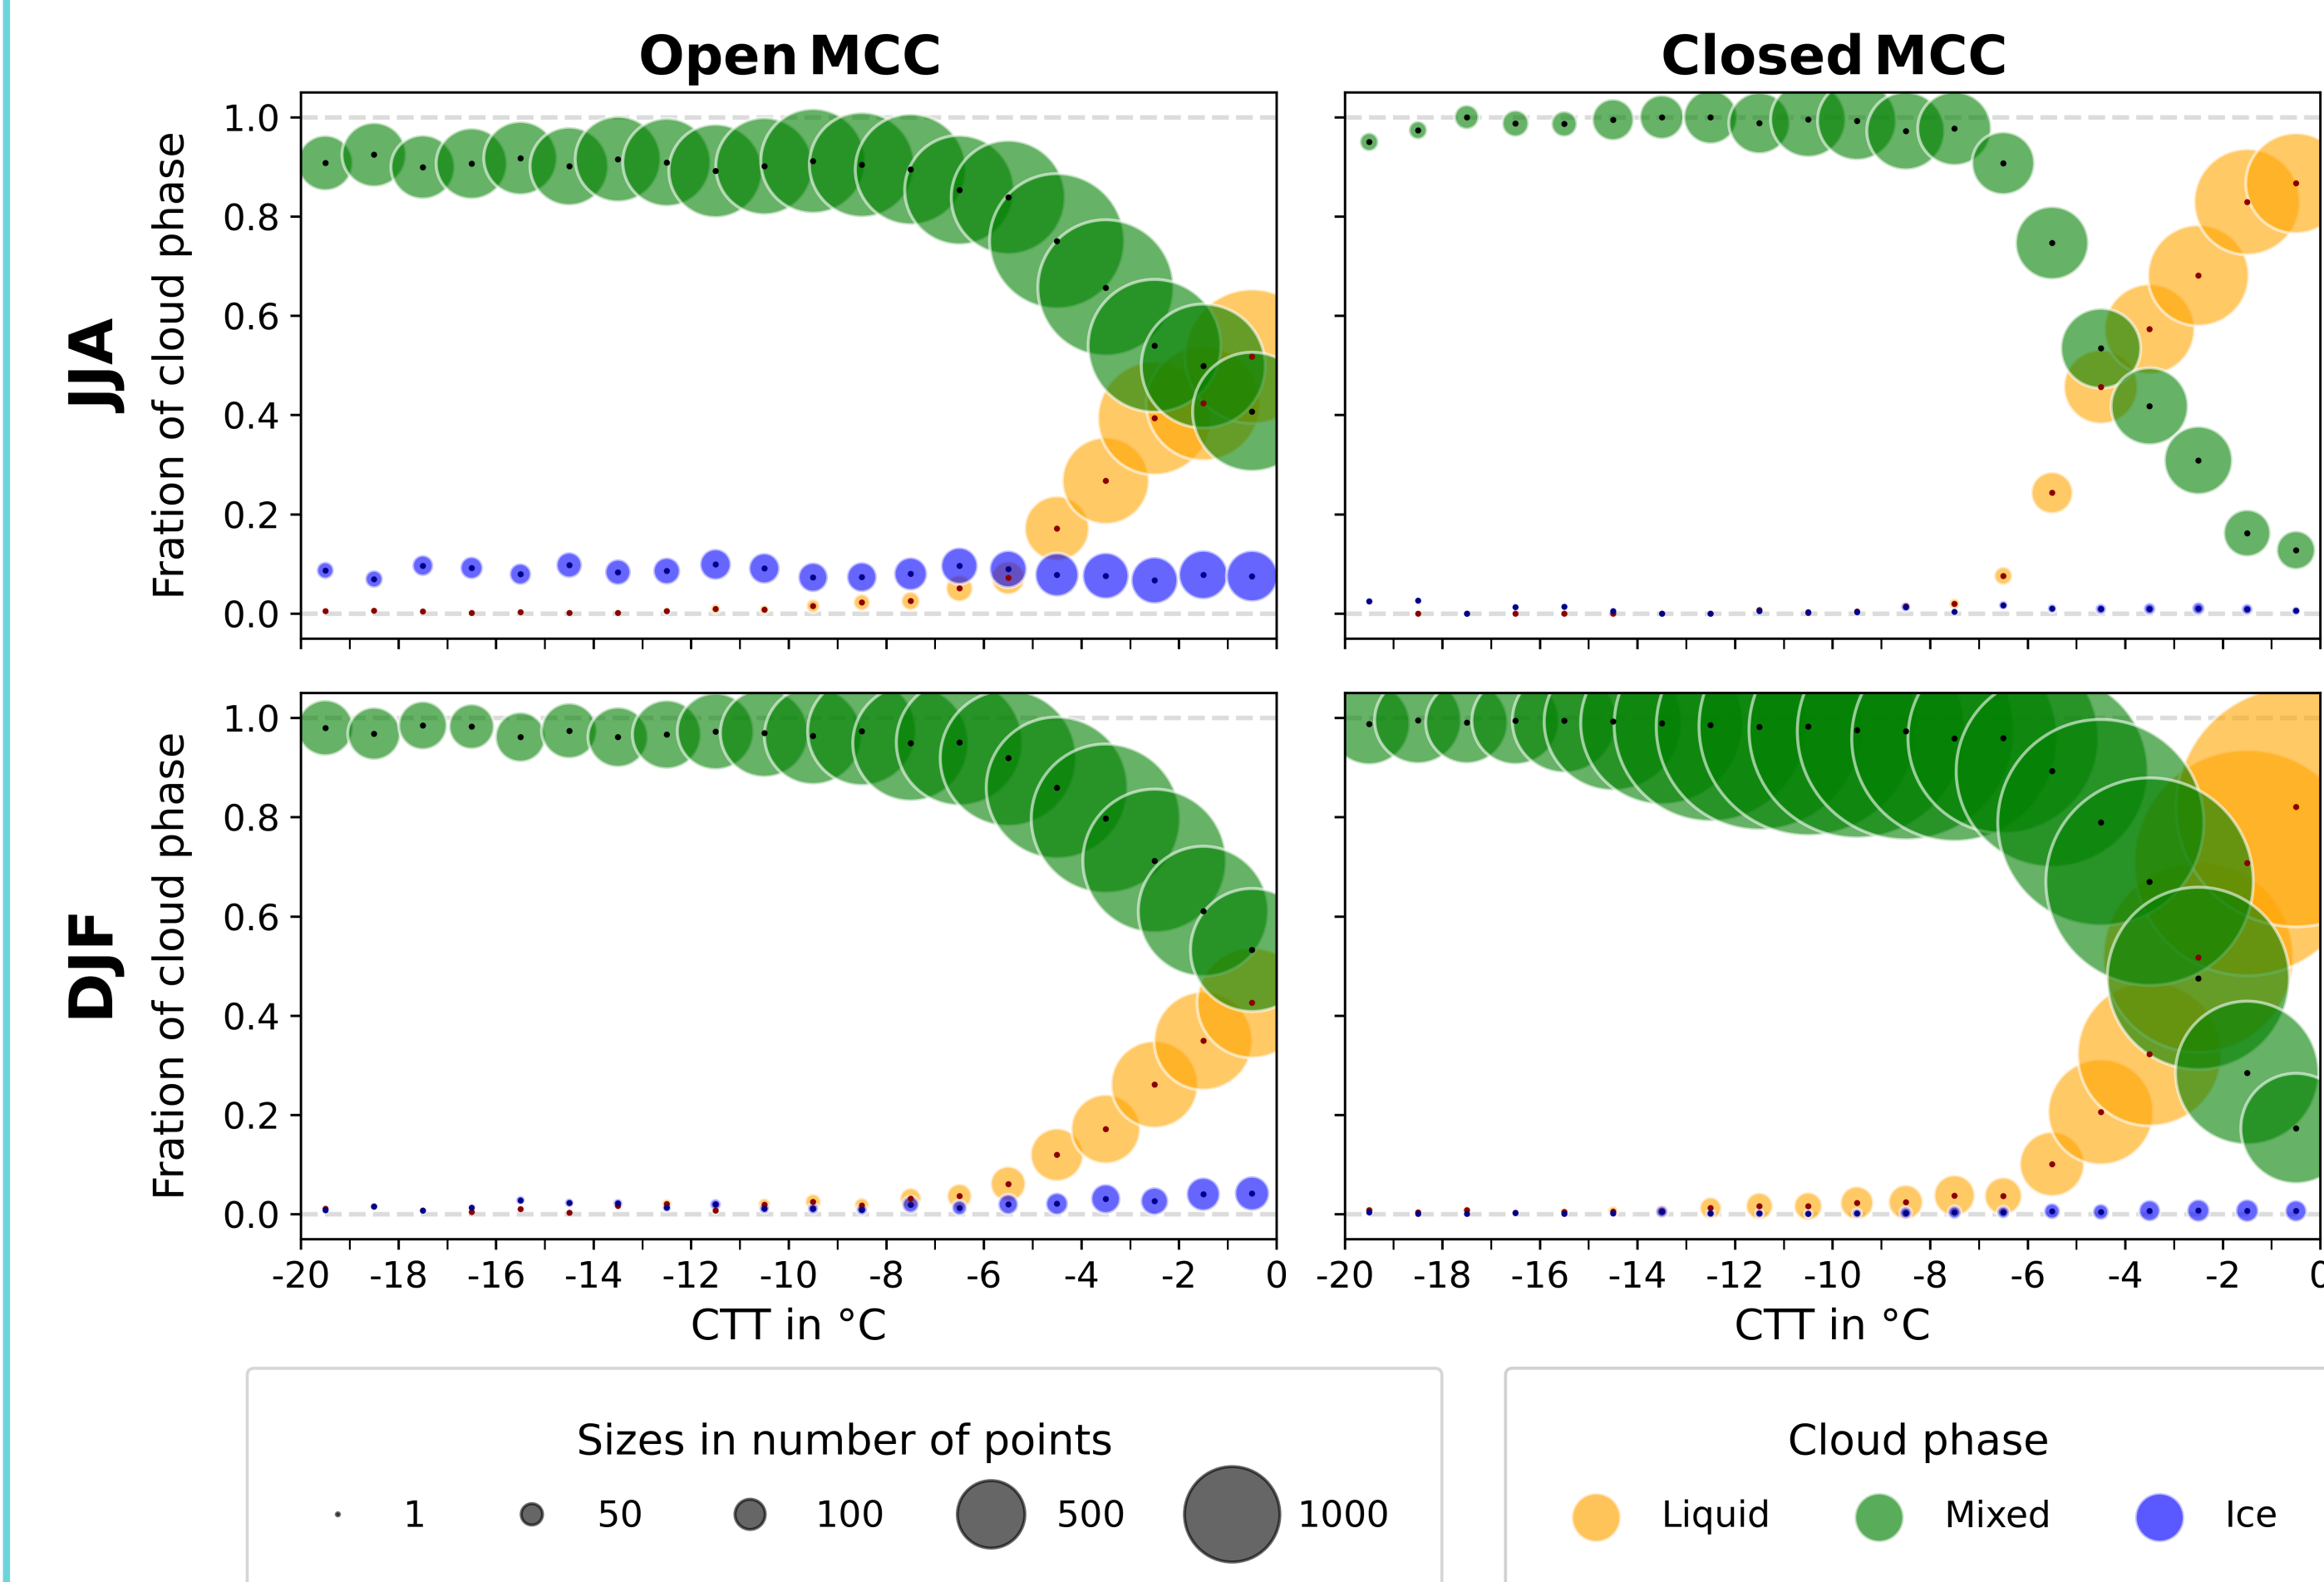 Open MCC
Closed MCC
JJA
Fration of cloud phase
1.0
0.8
0.6
0.4
0.2
0.0
DJF
Fration of cloud phase
1.0
0.8
0.6
0.4
0.2
0.0
-20 -18 -16 -14 -12 -10 -8 -6 -4 -2 0
-20 -18 -16 -14 -12 -10 -8 -6 -4 -2 0
CTT in °C
CTT in °C
Sizes in number of points
1 50 100 500 1000
Cloud phase
Liquid Mixed Ice